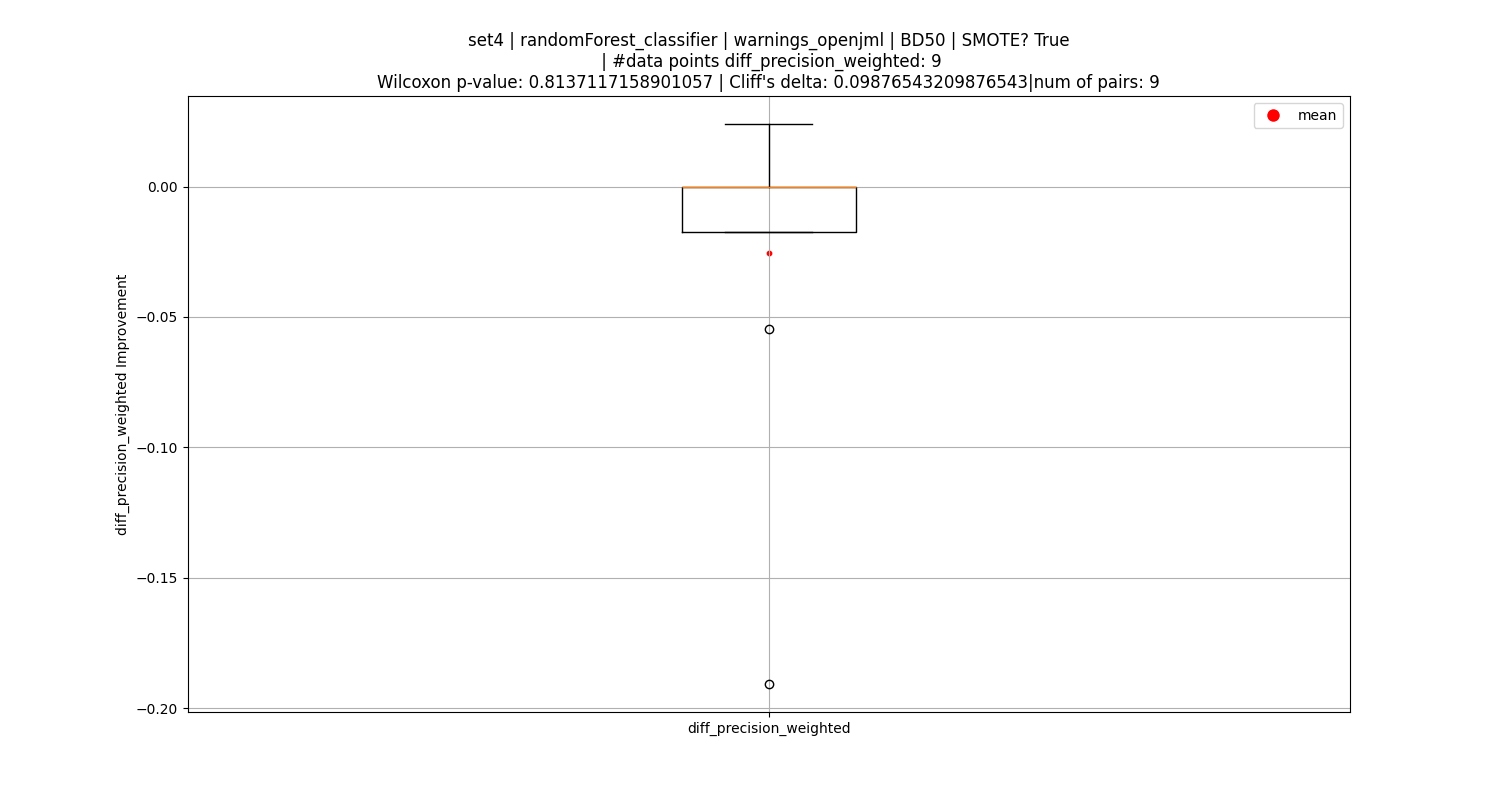 set4 | randomForest_classifier | warnings_openjml | BD50 | SMOTE? True
| #data points diff_precision_weighted: 9
Wilcoxon p-value: 0.8137117158901057 | Cliff's delta: 0.09876543209876543|num of pairs: 9
mean
0.00
−0.05
−0.10
−0.15
−0.20
diff_precision_weighted Improvement
diff_precision_weighted